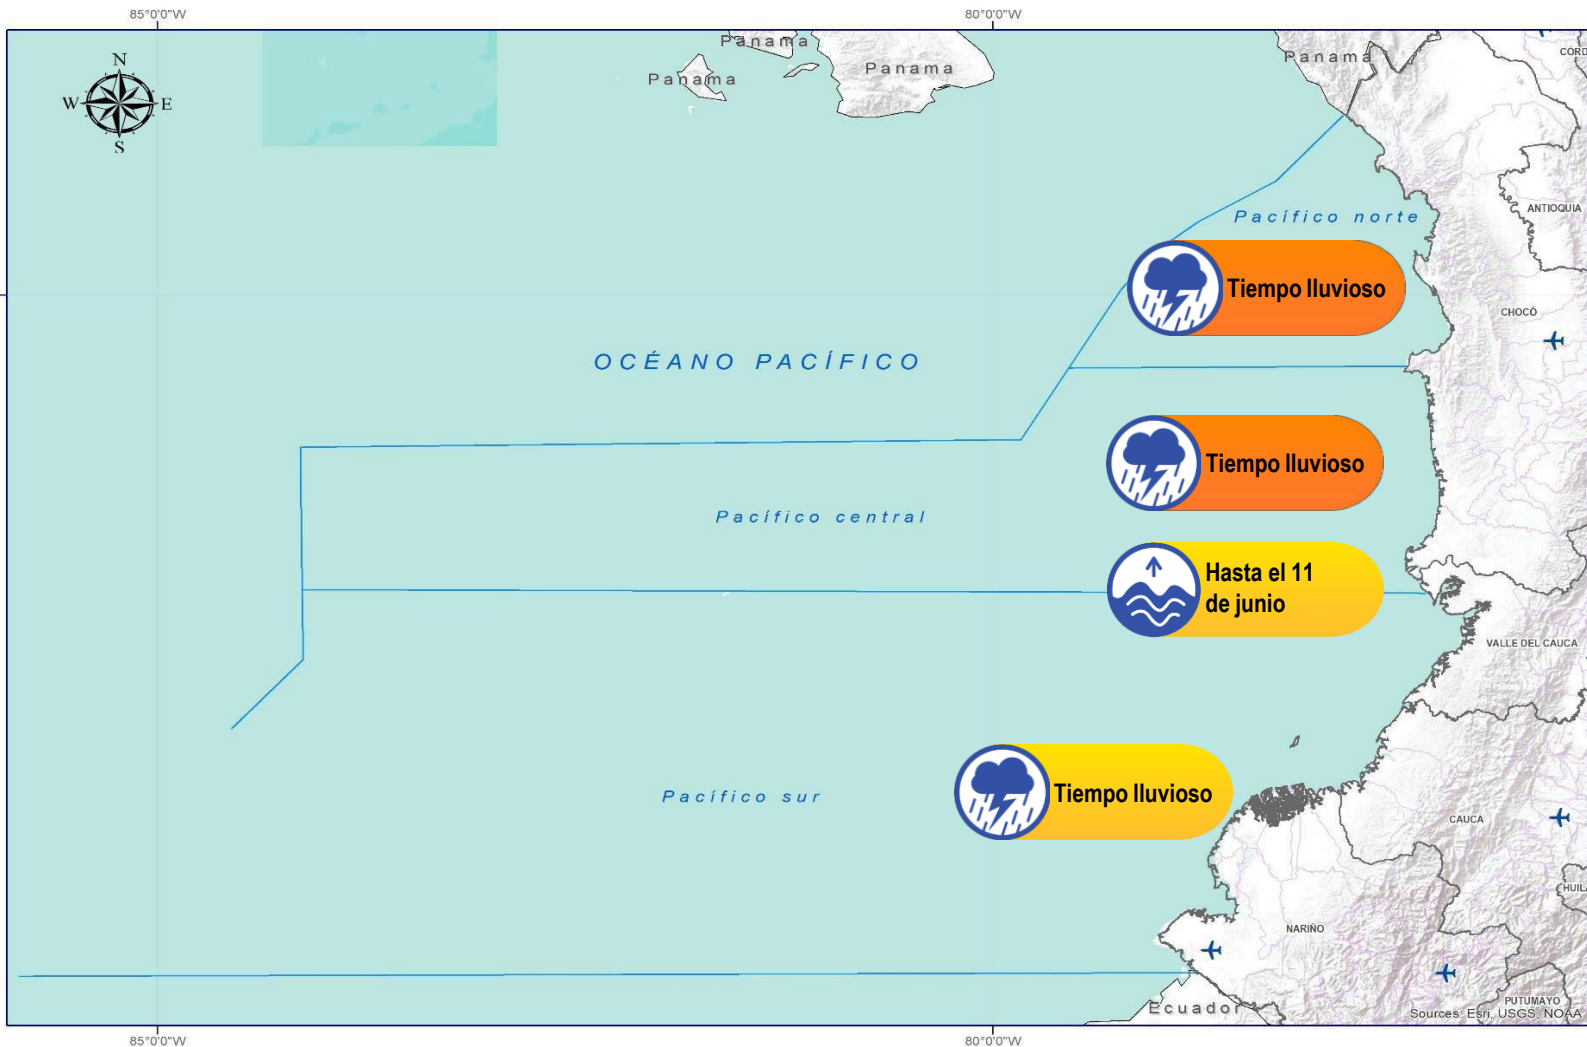 85°0'0"W
80°0'0"W
N
W
E
S
Panama
Panama
Panama
Panama
CORD
ANTIOQUIA
Pacífico norte
Tiempo lluvioso
CHOCÓ
OCÉANO PACÍFICO
Tiempo lluvioso
Pacífico central
Hasta el 11
de junio
VALLE DEL CAUCA
Pacífico sur
Tiempo lluvioso
CAUCA
HUILA
NARIÑO
PUTUMAYO
Ecuador
Sources: Esri, USGS, NOAA
85°0'0"W
80°0'0"W